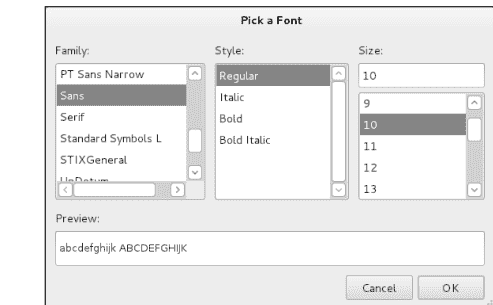 Pick a Font
Family:
PT Sans Narrow
Sans
Serif
Standard Symbols L
STIXGeneral
Style:
Regular
Italic
Bold
Bold Italic
Size:
10
9
10
11
12
13
Preview:
abcdefghijk ABCDEFGHIJK
Cancel
OK